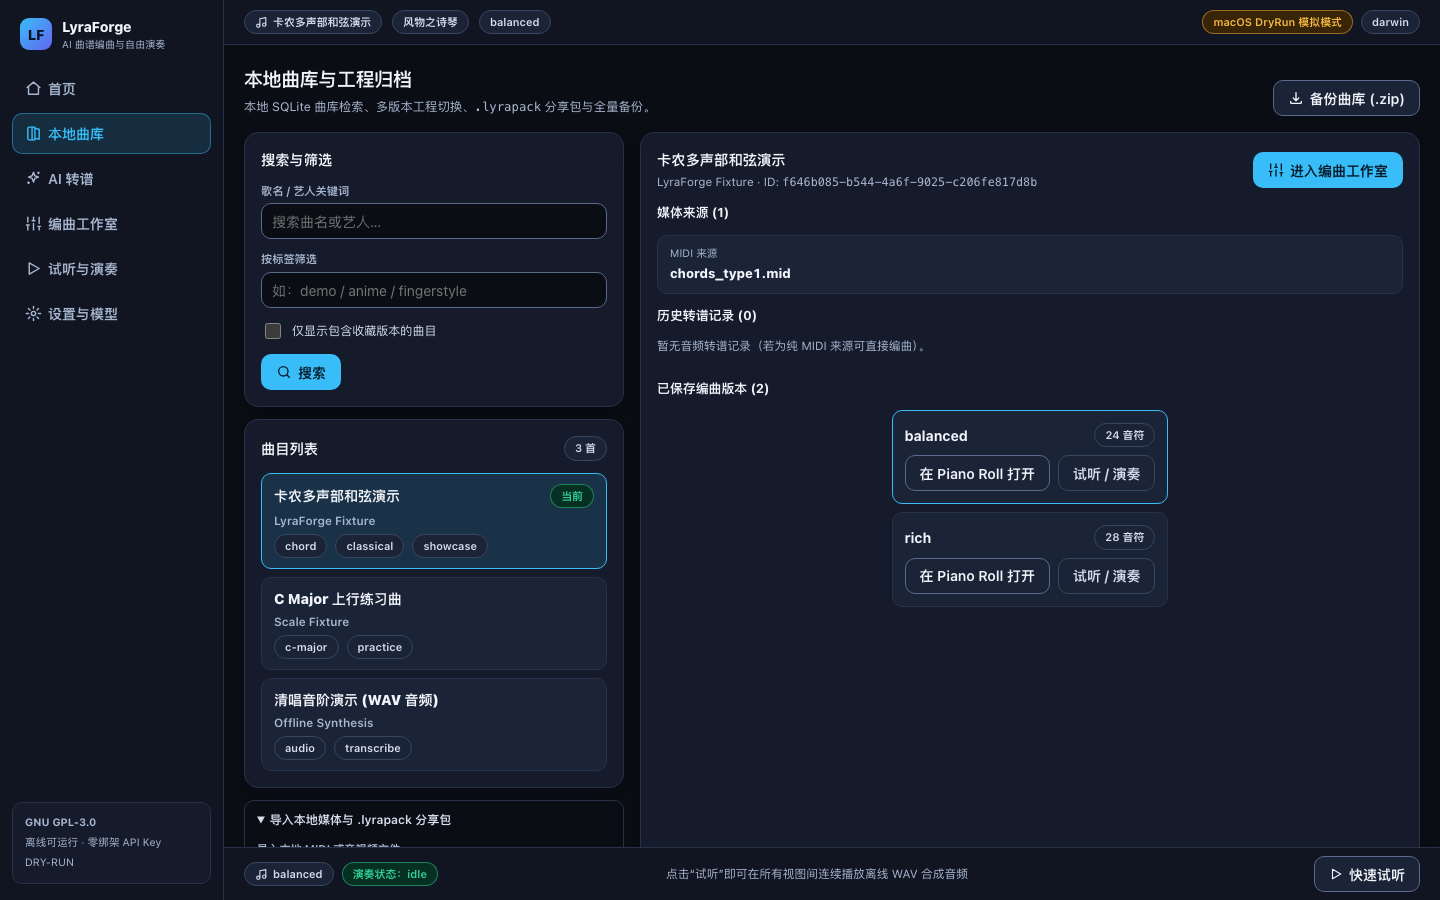 LF
LyraForge
AI 曲谱编曲与自由演奏
首页
本地曲库
AI 转谱
编曲工作室
试听与演奏
设置与模型
GNU GPL-3.0
离线可运行 · 零绑架 API Key
DRY-RUN
卡农多声部和弦演示
风物之诗琴
balanced
macOS DryRun 模拟模式
darwin
本地曲库与工程归档
本地 SQLite 曲库检索、多版本工程切换、.lyrapack 分享包与全量备份。
备份曲库 (.zip)
搜索与筛选
歌名 / 艺人关键词
搜索曲名或艺人...
按标签筛选
如：demo / anime / fingerstyle
仅显示包含收藏版本的曲目
搜索
曲目列表
3 首
卡农多声部和弦演示
当前
LyraForge Fixture
chord
classical
showcase
C Major 上行练习曲
Scale Fixture
c-major
practice
清唱音阶演示 (WAV 音频)
Offline Synthesis
audio
transcribe
▼ 导入本地媒体与 .lyrapack 分享包
卡农多声部和弦演示
LyraForge Fixture · ID: f646b085-b544-4a6f-9025-c206fe817d8b
进入编曲工作室
媒体来源 (1)
MIDI 来源
chords_type1.mid
历史转谱记录 (0)
暂无音频转谱记录（若为纯 MIDI 来源可直接编曲）。
已保存编曲版本 (2)
balanced
24 音符
在 Piano Roll 打开
试听 / 演奏
rich
28 音符
在 Piano Roll 打开
试听 / 演奏
balanced
演奏状态：idle
点击“试听”即可在所有视图间连续播放离线 WAV 合成音频
快速试听